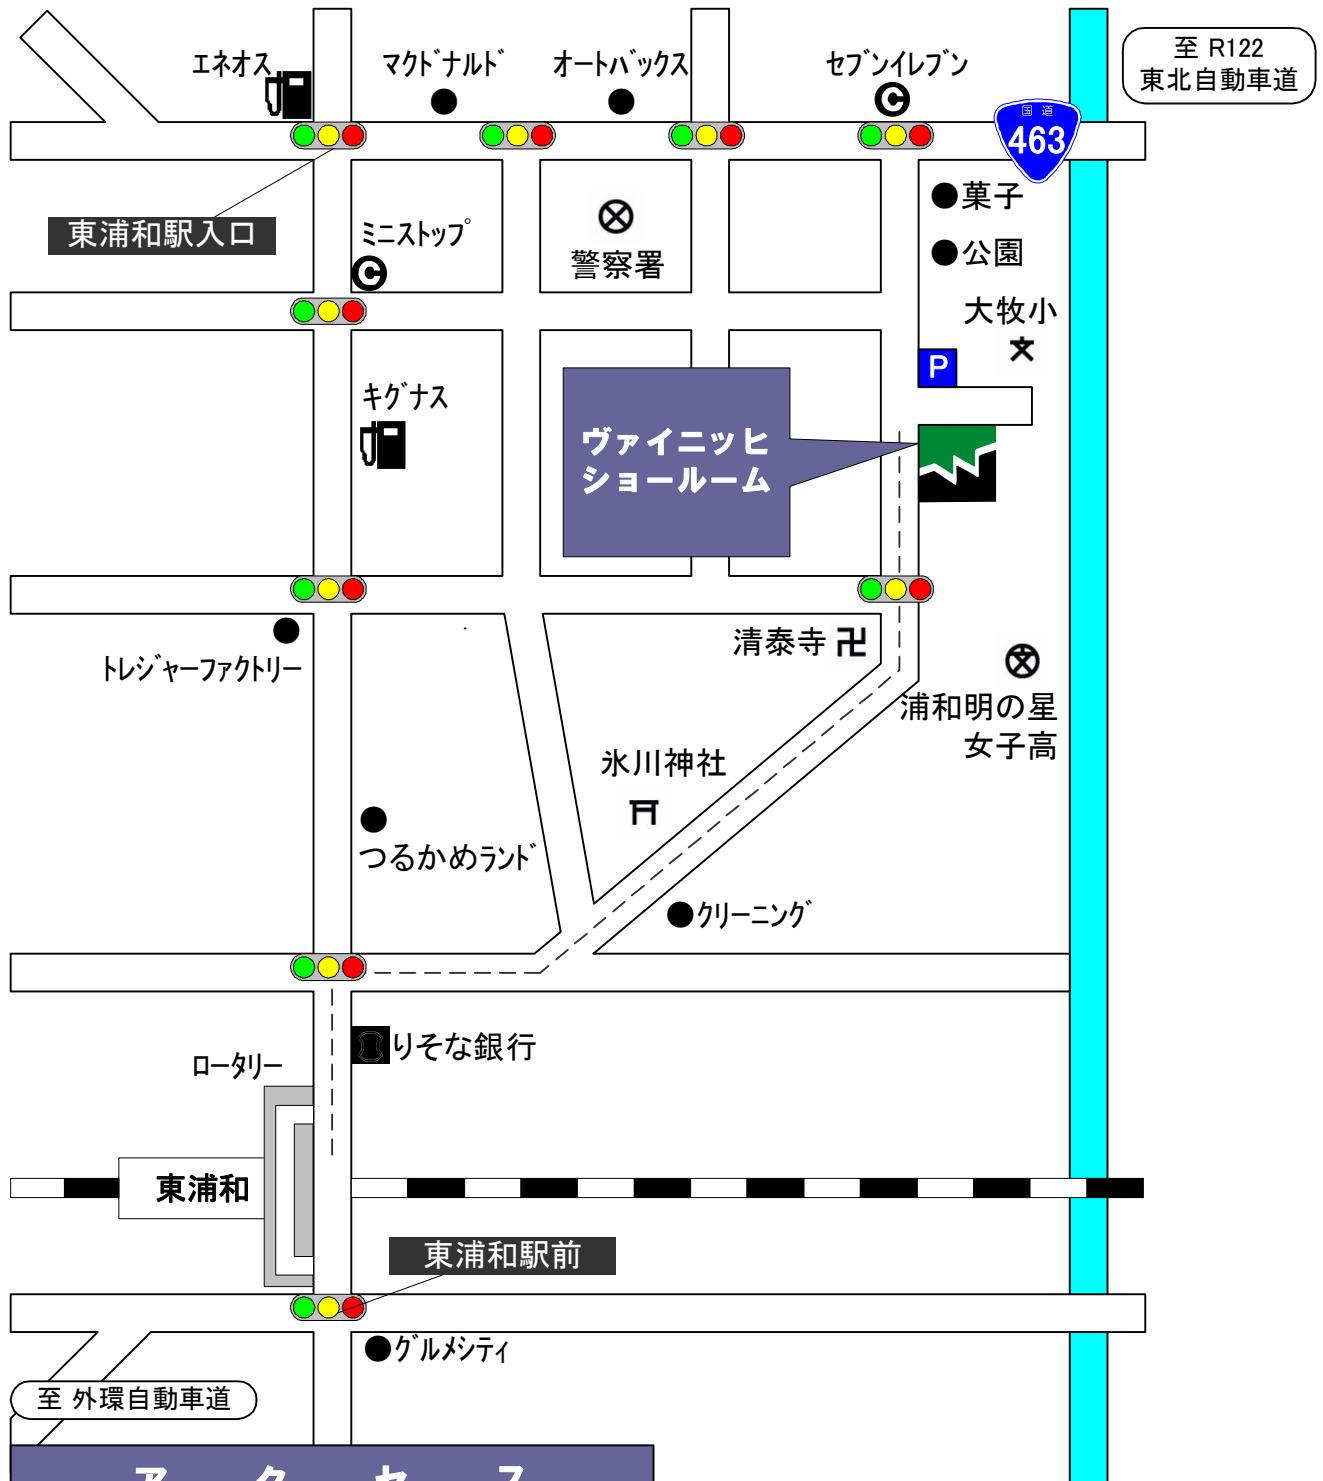 至 R122
東北自動車道
エネオス
マクドナルド
オートバックス
セブンイレブン
国道
463
東浦和駅入口
ミニストップ
警察署
●菓子
●公園
大牧小
P
キグナス
ヴァイニッヒ
ショールーム
清泰寺
トレジャーファクトリー
浦和明の星
女子高
氷川神社
つるかめランド
●クリーニング
りそな銀行
ロータリー
東浦和
東浦和駅前
●グルメシティ
至 外環自動車道
アクセス